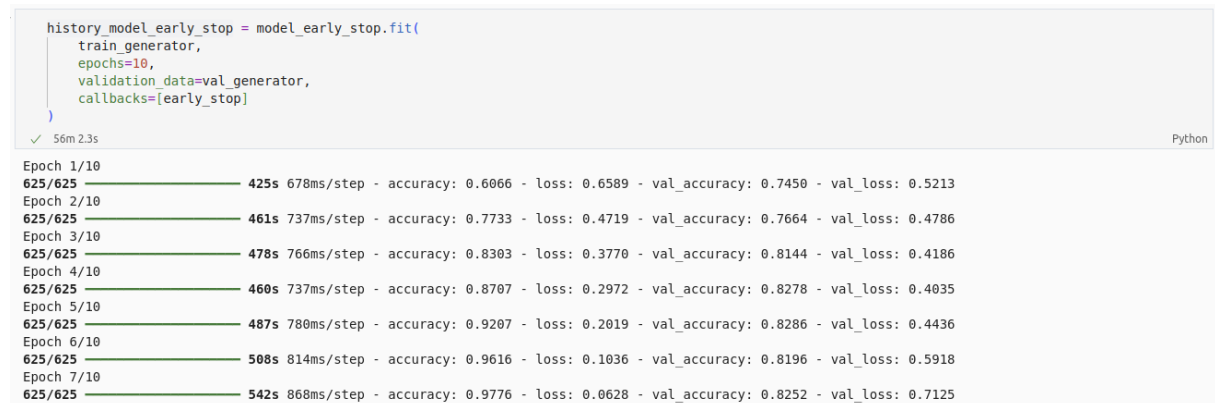 history_model_early_stop = model_early_stop.fit(
    train_generator,
    epochs=10,
    validation_data=val_generator,
    callbacks=[early_stop]
)
✓ 56m 2.3s Python
Epoch 1/10
625/625 ━━━━━━━━━━━━━━━━━━━━ 425s 678ms/step - accuracy: 0.6066 - loss: 0.6589 - val_accuracy: 0.7450 - val_loss: 0.5213
Epoch 2/10
625/625 ━━━━━━━━━━━━━━━━━━━━ 461s 737ms/step - accuracy: 0.7733 - loss: 0.4719 - val_accuracy: 0.7664 - val_loss: 0.4786
Epoch 3/10
625/625 ━━━━━━━━━━━━━━━━━━━━ 478s 766ms/step - accuracy: 0.8303 - loss: 0.3770 - val_accuracy: 0.8144 - val_loss: 0.4186
Epoch 4/10
625/625 ━━━━━━━━━━━━━━━━━━━━ 460s 737ms/step - accuracy: 0.8707 - loss: 0.2972 - val_accuracy: 0.8278 - val_loss: 0.4035
Epoch 5/10
625/625 ━━━━━━━━━━━━━━━━━━━━ 487s 780ms/step - accuracy: 0.9207 - loss: 0.2019 - val_accuracy: 0.8286 - val_loss: 0.4436
Epoch 6/10
625/625 ━━━━━━━━━━━━━━━━━━━━ 508s 814ms/step - accuracy: 0.9616 - loss: 0.1036 - val_accuracy: 0.8196 - val_loss: 0.5918
Epoch 7/10
625/625 ━━━━━━━━━━━━━━━━━━━━ 542s 868ms/step - accuracy: 0.9776 - loss: 0.0628 - val_accuracy: 0.8252 - val_loss: 0.7125